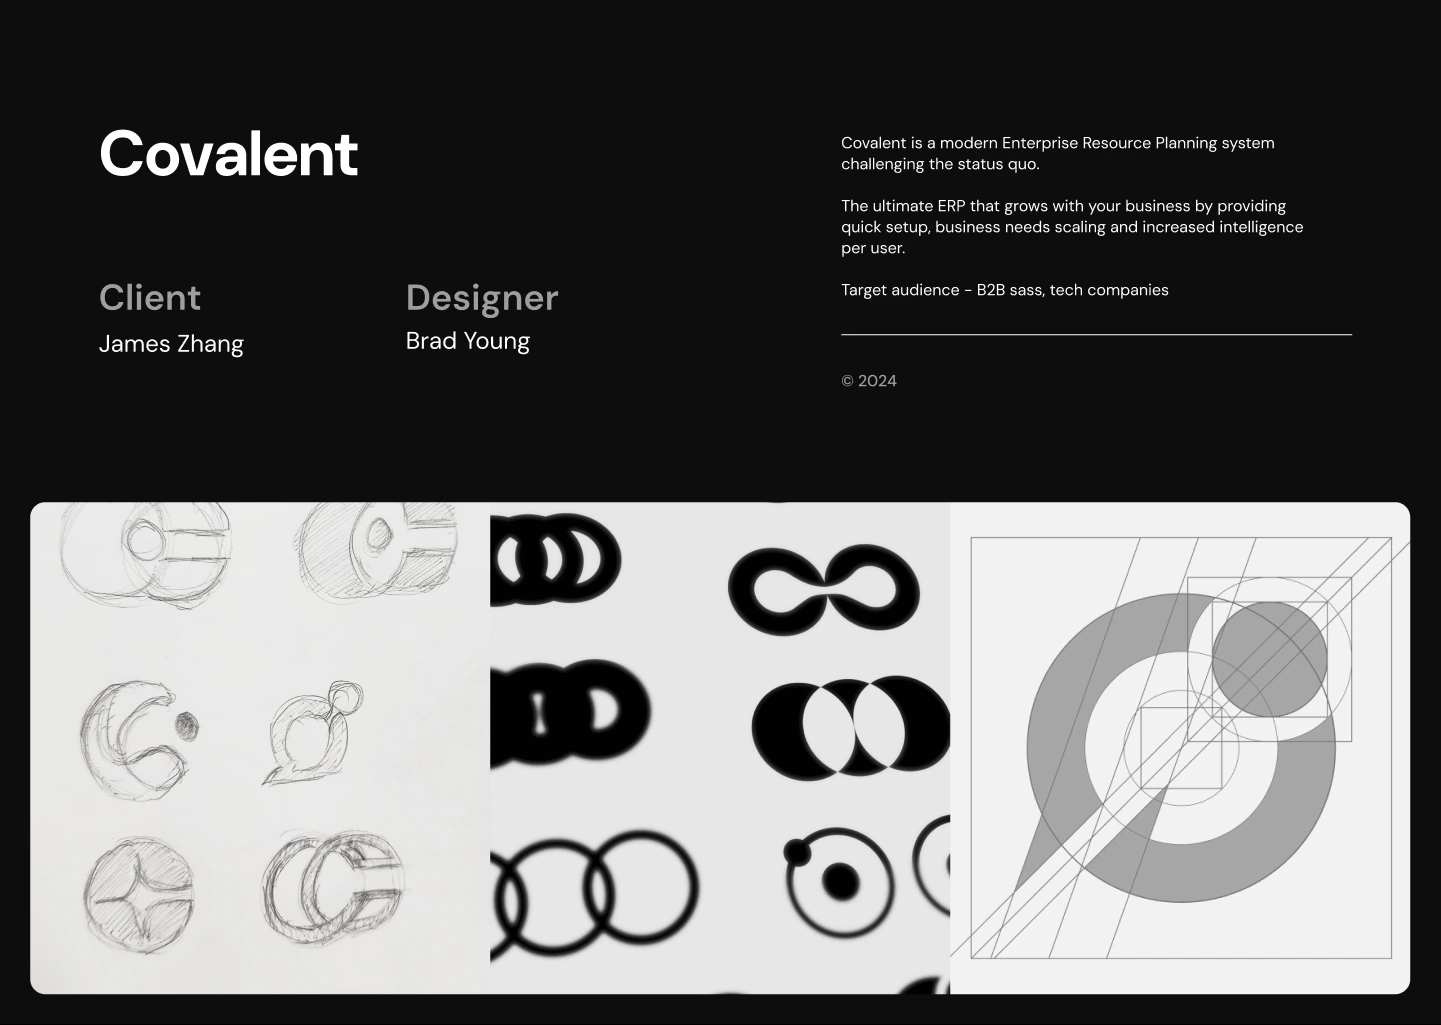 Covalent
Client
James Zhang
Designer
Brad Young
Covalent is a modern Enterprise Resource Planning system
challenging the status quo.
The ultimate ERP that grows with your business by providing
quick setup, business needs scaling and increased intelligence
per user.
Target audience - B2B sass, tech companies
© 2024